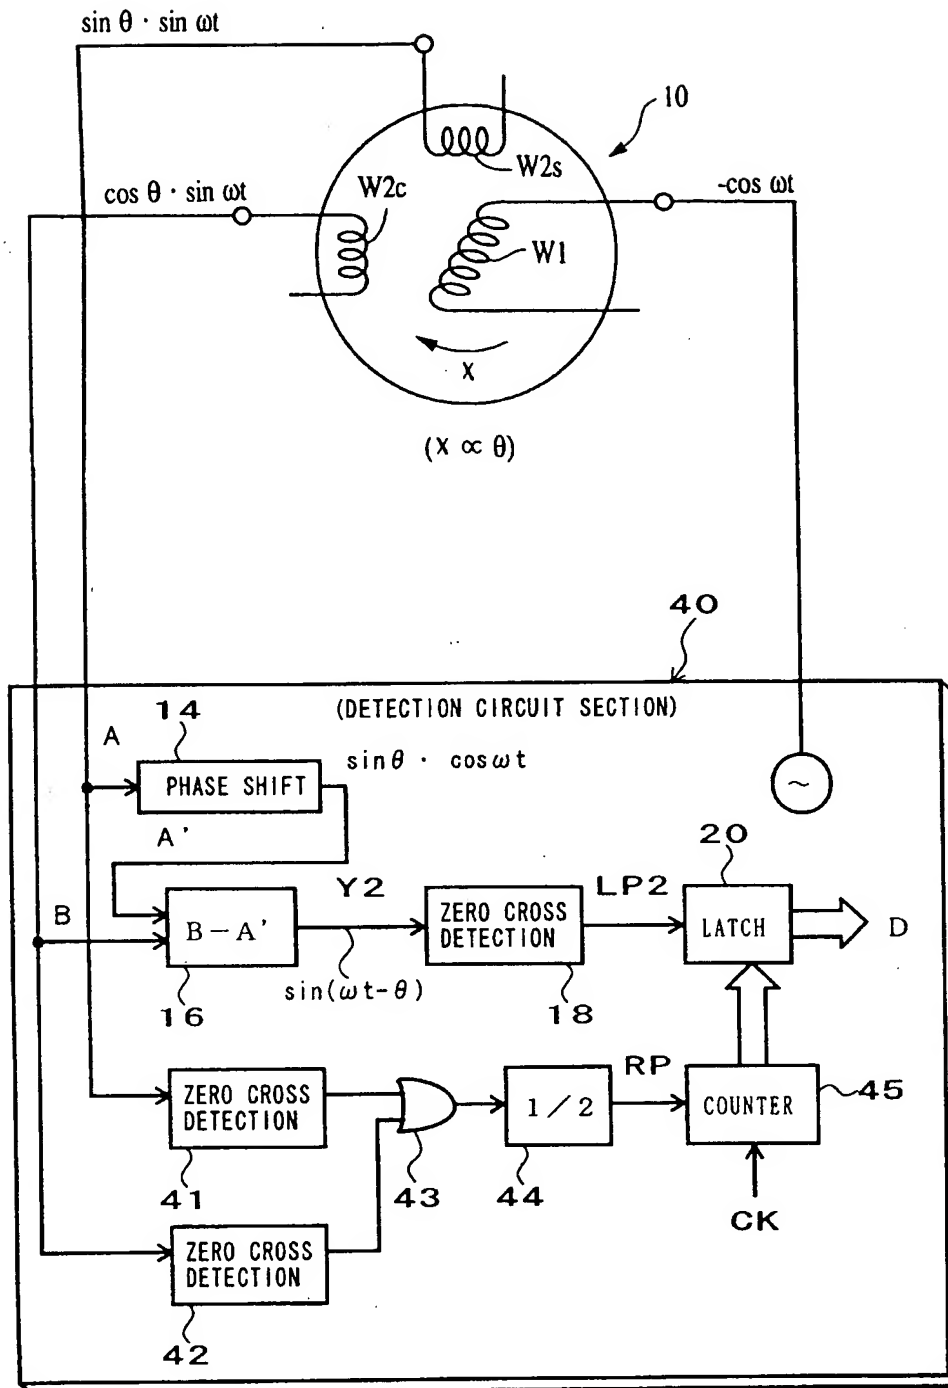 sin θ · sin ωt
10
W2s
-cos ωt
W2c
cos θ · sin ωt
W1
X
(X ∝ θ)
40
(DETECTION CIRCUIT SECTION)
14
A
sinθ · cosωt
PHASE SHIFT
~
A'
20
Y2
LP2
B
ZERO CROSS
DETECTION
B-A'
LATCH
D
sin(ωt-θ)
16
18
RP
45
ZERO CROSS
DETECTION
1/2
COUNTER
41
43
44
CK
ZERO CROSS
DETECTION
42